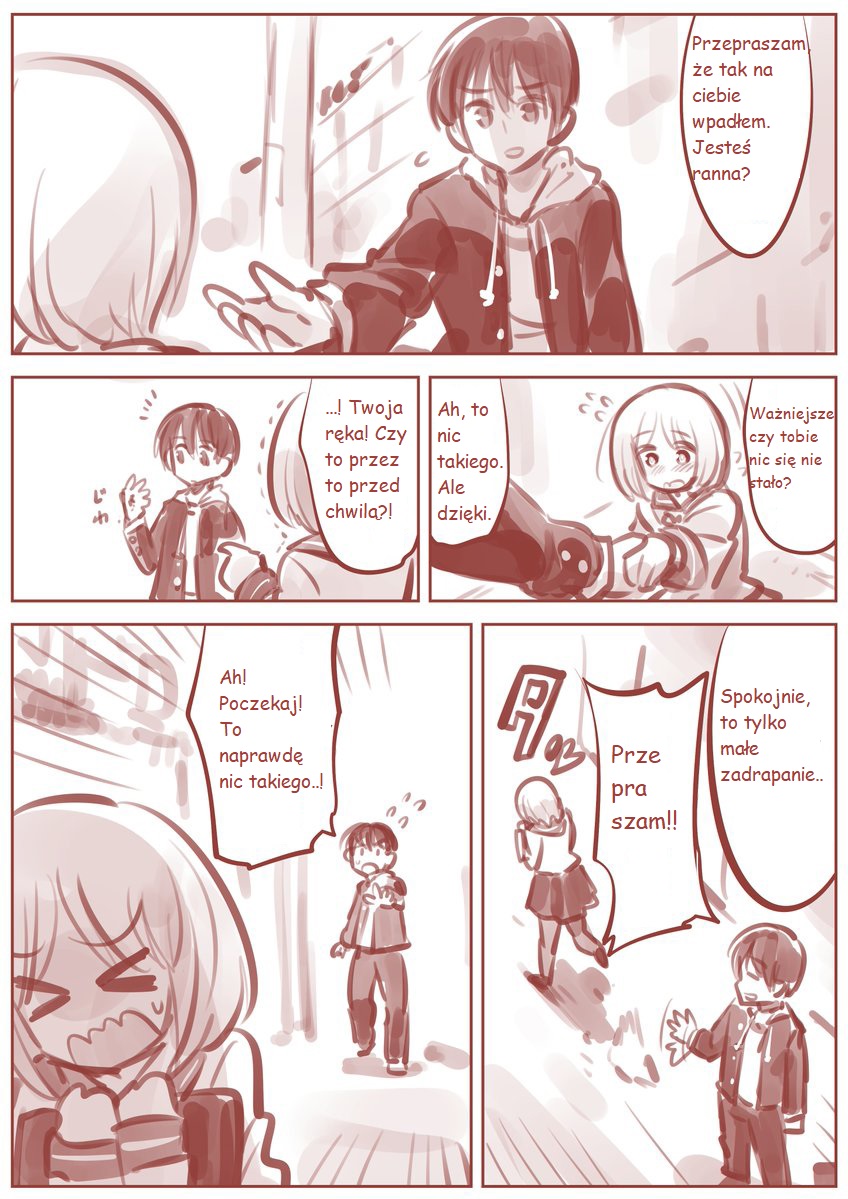 Przepraszam,
że tak na
ciebie
wpadłem.
Jesteś
ranna?
Ważniejsze
czy tobie
nic się nie
stało?
Ah, to
nic
takiego.
Ale
dzięki.
...! Twoja
ręka! Czy
to przez
to przed
chwilą?!
じわ
Spokojnie,
to tylko
małe
zadrapanie..
Prze
pra
szam!!
Ah!
Poczekaj!
To
naprawdę
nic takiego..!